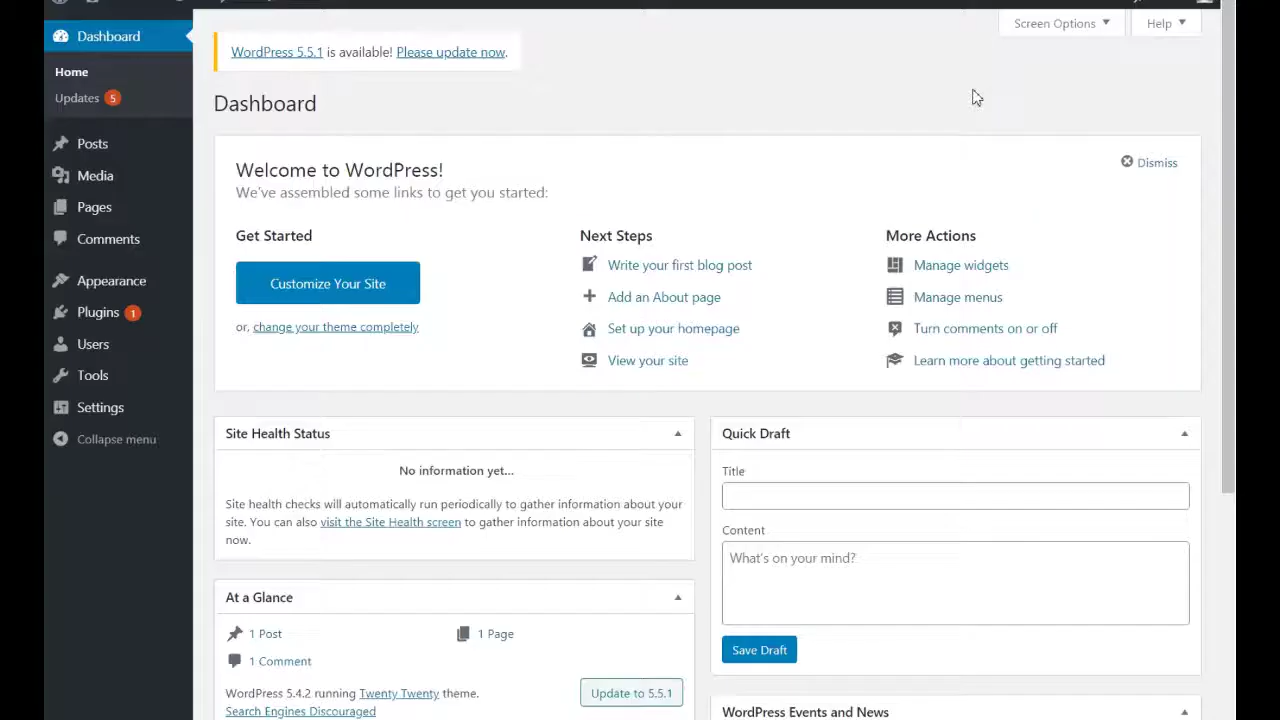 Dashboard
Home
Updates 5
Posts
Media
Pages
Comments
Appearance
Plugins 1
Users
Tools
Settings
Collapse menu
Screen Options
Help
WordPress 5.5.1 is available! Please update now.
Dashboard
Welcome to WordPress!
We've assembled some links to get you started:
Dismiss
Get Started
Customize Your Site
or, change your theme completely
Next Steps
Write your first blog post
Add an About page
Set up your homepage
View your site
More Actions
Manage widgets
Manage menus
Turn comments on or off
Learn more about getting started
Site Health Status
No information yet...
Site health checks will automatically run periodically to gather information about your
site. You can also visit the Site Health screen to gather information about your site
now.
At a Glance
1 Post
1 Page
1 Comment
WordPress 5.4.2 running Twenty Twenty theme.
Update to 5.5.1
Search Engines Discouraged
Quick Draft
Title
Content
What's on your mind?
Save Draft
WordPress Events and News